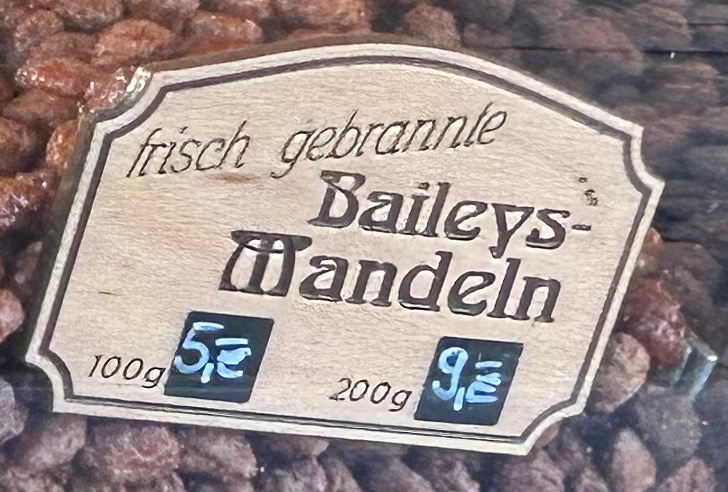 frisch gebrannte
Baileys-
Mandeln
100g 5,-
200g 9,-